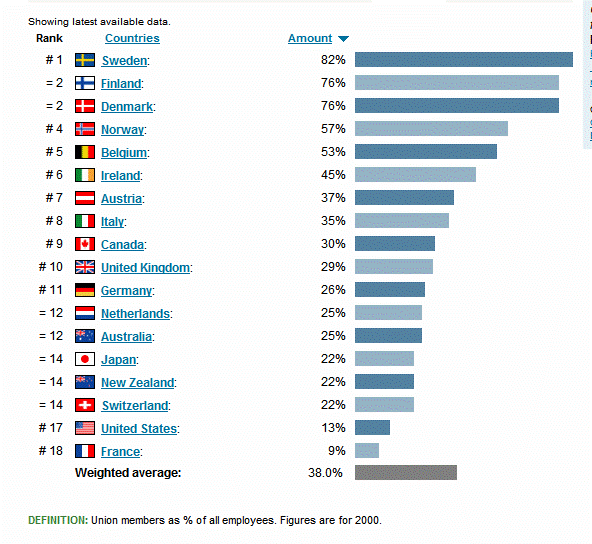 Showing latest available data.
Rank Countries Amount
# 1 Sweden: 82%
= 2 Finland: 76%
= 2 Denmark: 76%
# 4 Norway: 57%
# 5 Belgium: 53%
# 6 Ireland: 45%
# 7 Austria: 37%
# 8 Italy: 35%
# 9 Canada: 30%
# 10 United Kingdom: 29%
# 11 Germany: 26%
= 12 Netherlands: 25%
= 12 Australia: 25%
= 14 Japan: 22%
= 14 New Zealand: 22%
= 14 Switzerland: 22%
# 17 United States: 13%
# 18 France: 9%
Weighted average: 38.0%
DEFINITION: Union members as % of all employees. Figures are for 2000.